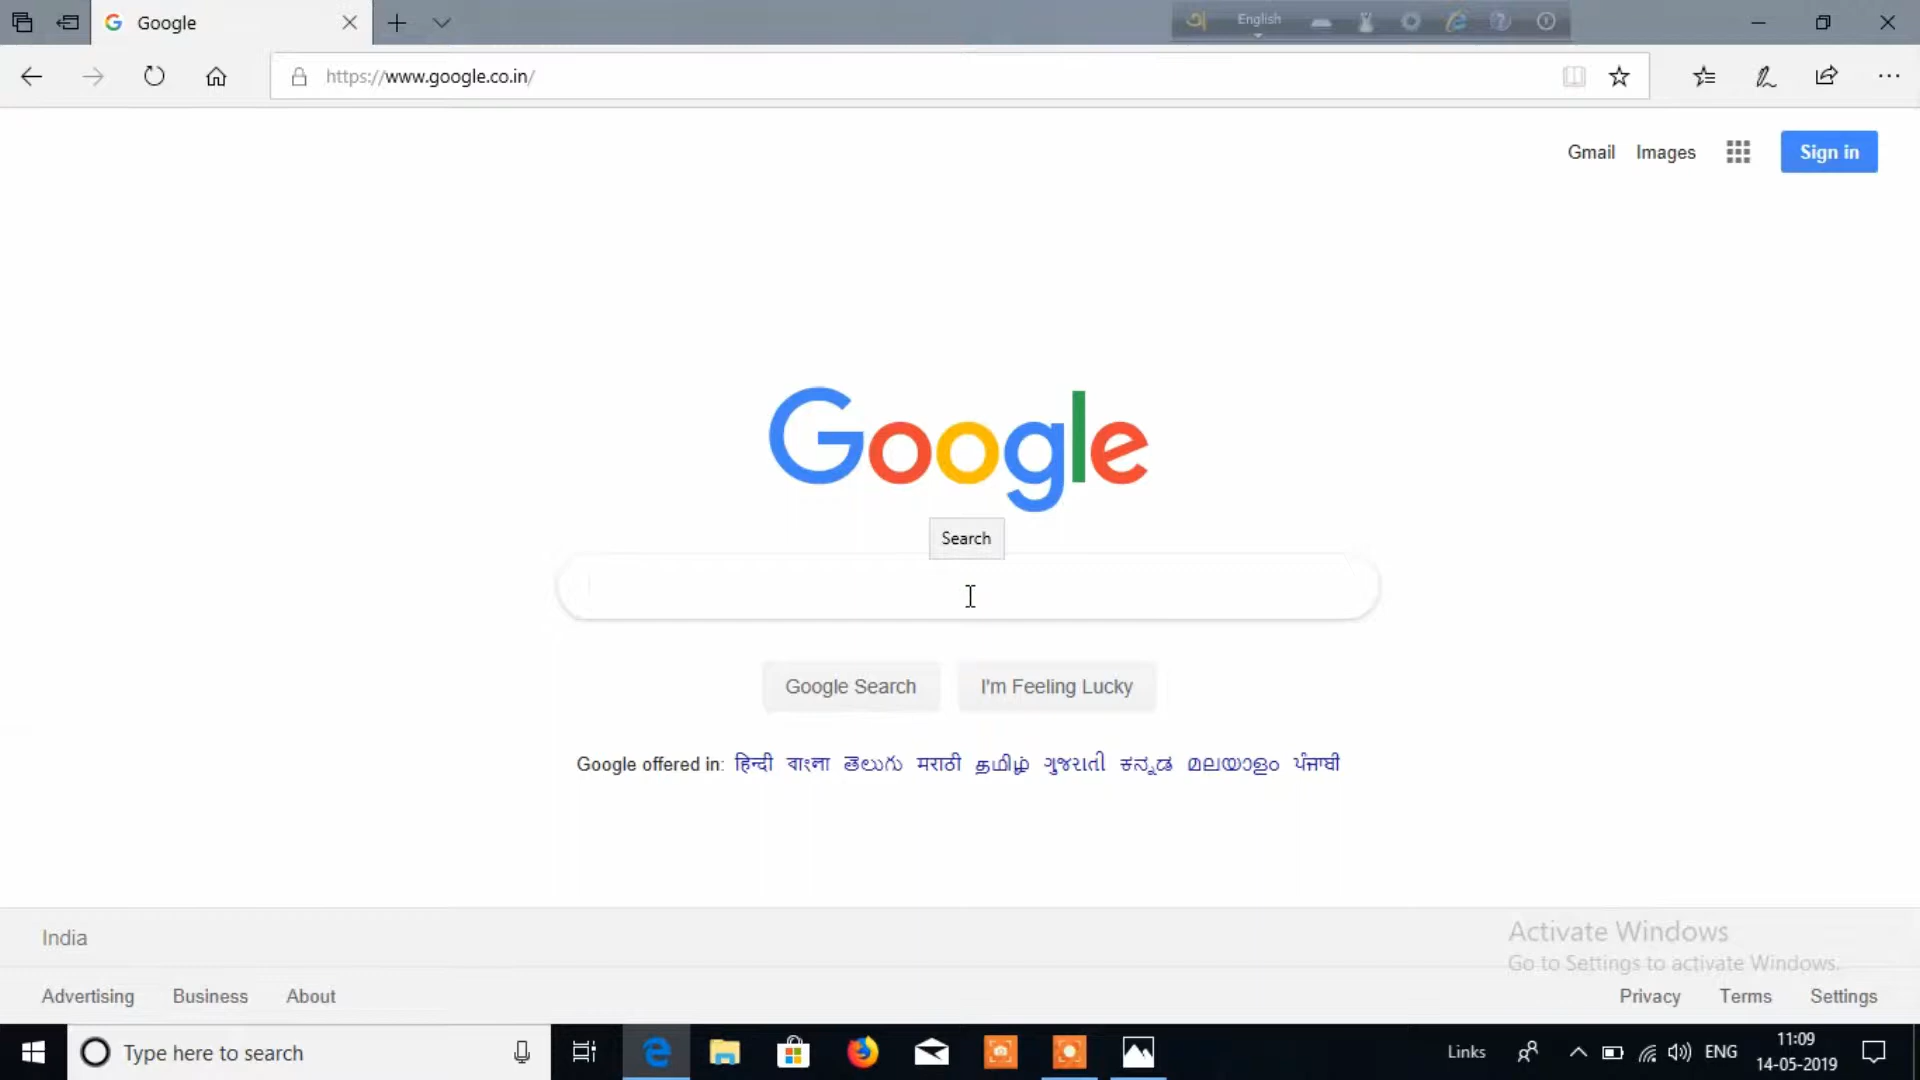 Google
English
https://www.google.co.in/
Gmail Images Sign in
Google
Search
Google Search I'm Feeling Lucky
Google offered in: हिन्दी বাংলা తెలుగు मराठी தமிழ் ગુજરાતી ಕನ್ನಡ മലയാളം ਪੰਜਾਬੀ
India
Activate Windows
Go to Settings to activate Windows.
Advertising Business About Privacy Terms Settings
Type here to search Links ENG 11:09
14-05-2019